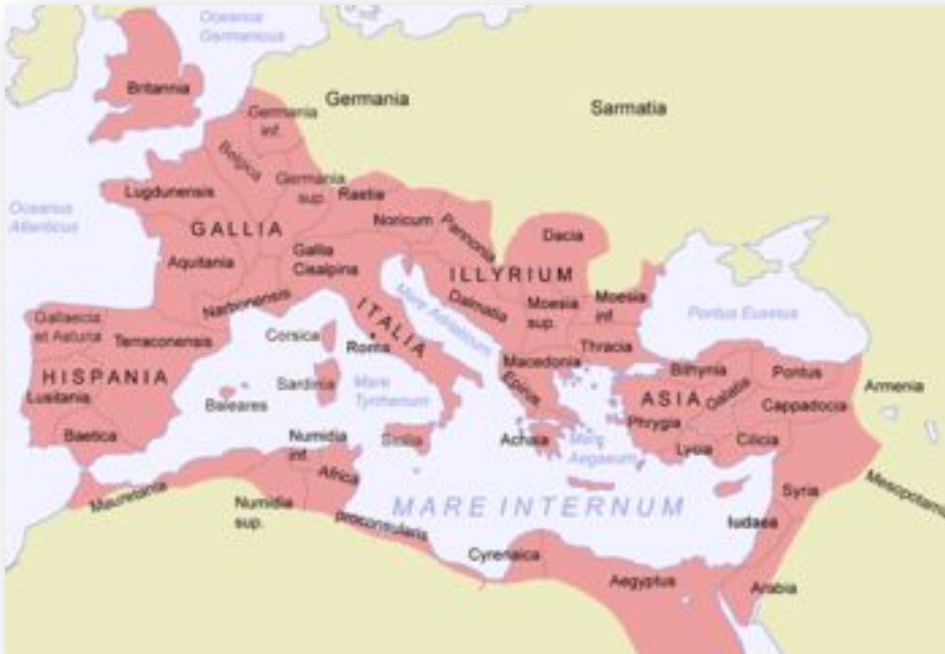 Oceanus
Germanicus
Britannia
Germania
Sarmatia
Germania
inf.
Belgica
Germania
sup.
Raetia
Lugdunensis
Oceanus
Atlanticus
GALLIA
Noricum
Pannonia
Dacia
Aquitania
Gallia
Cisalpina
ILLYRIUM
Narbonensis
ITALIA
Mare Adriaticum
Dalmatia
Moesia
sup.
Moesia
inf.
Pontus Euxinus
Gallaecia
et Asturia
Terraconensis
Corsica
Roma
Thracia
HISPANIA
Lusitania
Baleares
Sardinia
Mare
Tyrrhenum
Macedonia
Epirus
Bithynia
Pontus
Armenia
ASIA
Galatia
Cappadocia
Phrygia
Baetica
Numidia
inf.
Sicilia
Achaia
Mare
Aegaeum
Lycia
Cilicia
Mauretania
Africa
Numidia
sup.
proconsularis
MARE INTERNUM
Syria
Mesopotamia
Iudaea
Cyrenaica
Aegyptus
Arabia